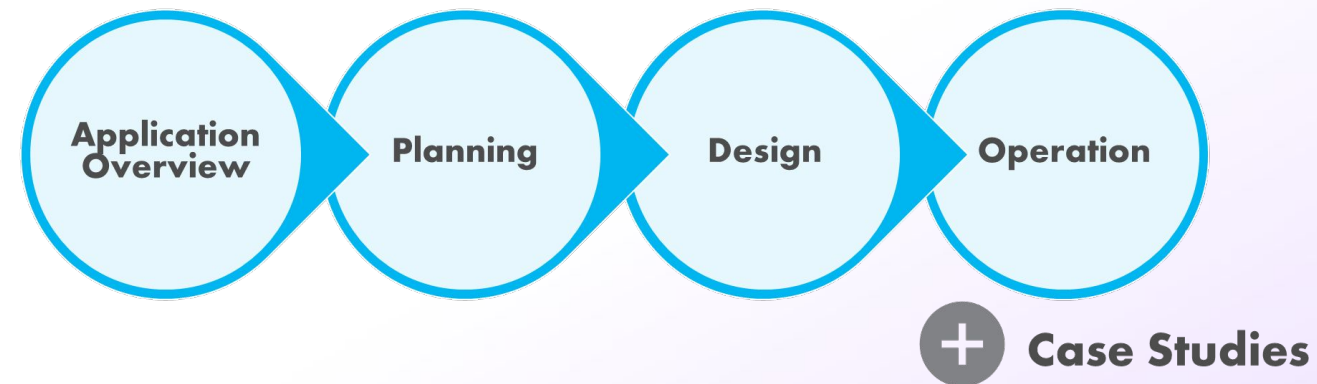 Application
Overview
Planning
Design
Operation
+ Case Studies